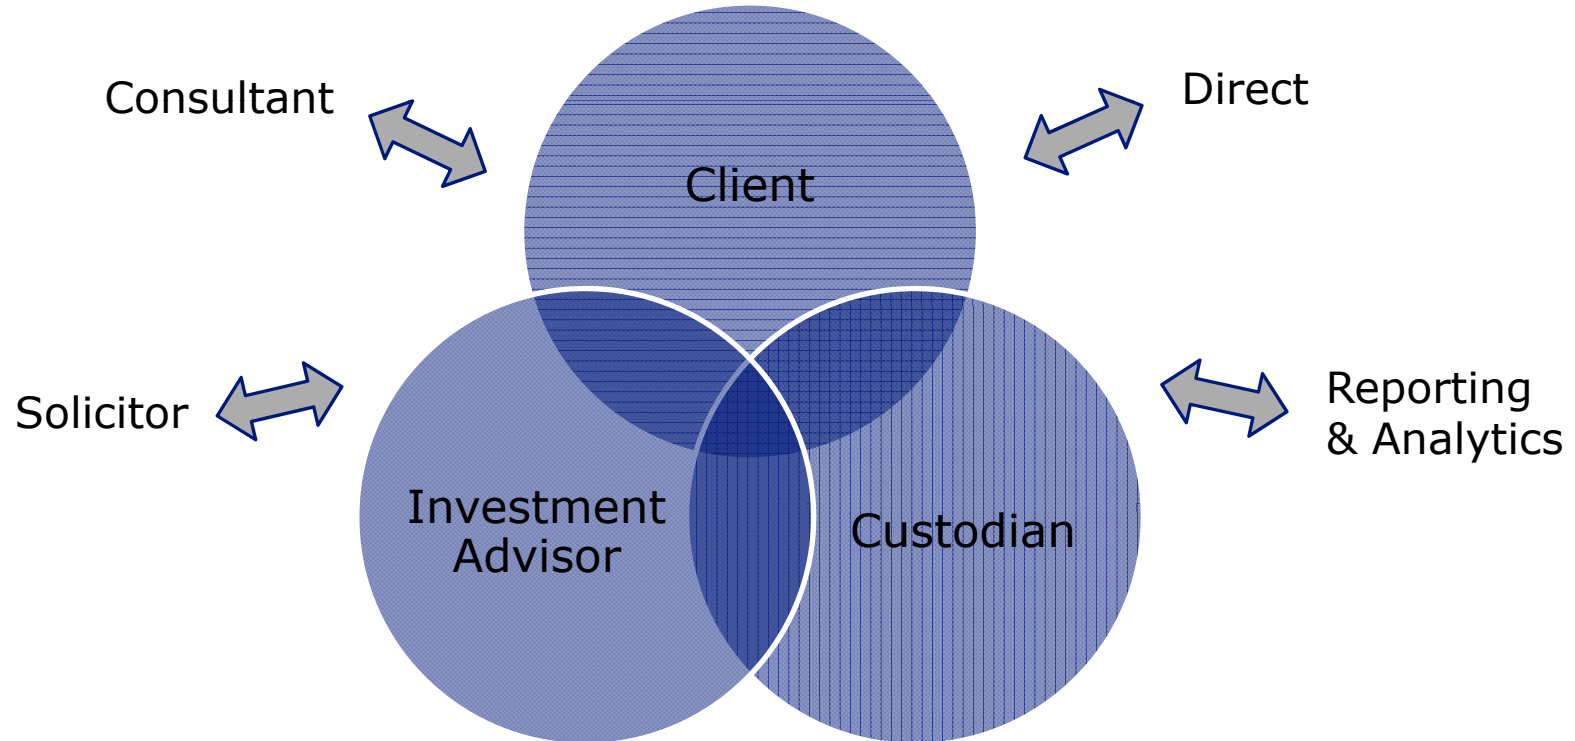 Consultant
Direct
Client
Solicitor
Reporting
& Analytics
Investment
Advisor
Custodian